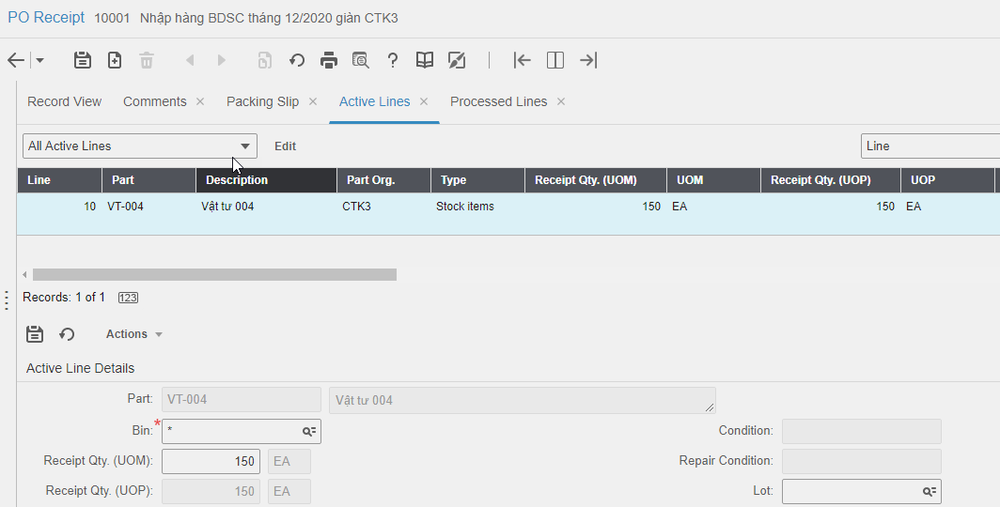 PO Receipt 10001 Nhập hàng BDSC tháng 12/2020 giàn CTK3
Record View Comments × Packing Slip × Active Lines × Processed Lines ×
All Active Lines Edit Line
Line Part Description Part Org. Type Receipt Qty. (UOM) UOM Receipt Qty. (UOP) UOP
10 VT-004 Vật tư 004 CTK3 Stock items 150 EA 150 EA
Records: 1 of 1 123
Actions
Active Line Details
Part: VT-004 Vật tư 004
Bin: * * Condition:
Receipt Qty. (UOM): 150 EA Repair Condition:
Receipt Qty. (UOP): 150 EA Lot: